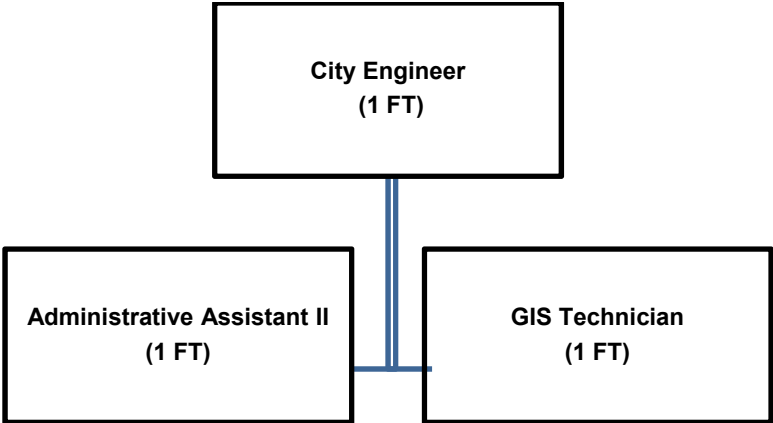 City Engineer
(1 FT)
Administrative Assistant II
(1 FT)
GIS Technician
(1 FT)